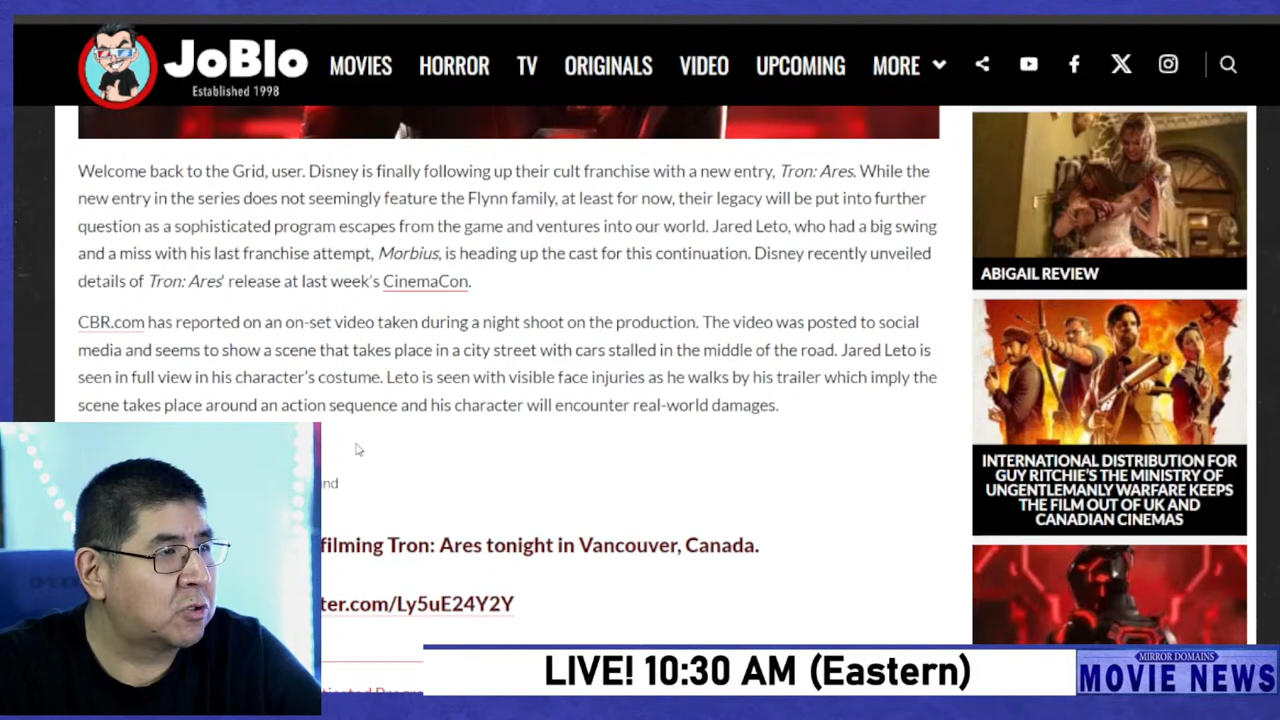 JoBlo
Established 1998
MOVIES HORROR TV ORIGINALS VIDEO UPCOMING MORE
Welcome back to the Grid, user. Disney is finally following up their cult franchise with a new entry, Tron: Ares. While the
new entry in the series does not seemingly feature the Flynn family, at least for now, their legacy will be put into further
question as a sophisticated program escapes from the game and ventures into our world. Jared Leto, who had a big swing
and a miss with his last franchise attempt, Morbius, is heading up the cast for this continuation. Disney recently unveiled
details of Tron: Ares' release at last week's CinemaCon.
CBR.com has reported on an on-set video taken during a night shoot on the production. The video was posted to social
media and seems to show a scene that takes place in a city street with cars stalled in the middle of the road. Jared Leto is
seen in full view in his character's costume. Leto is seen with visible face injuries as he walks by his trailer which imply the
scene takes place around an action sequence and his character will encounter real-world damages.
nd
filming Tron: Ares tonight in Vancouver, Canada.
ter.com/Ly5uE24Y2Y
ABIGAIL REVIEW
INTERNATIONAL DISTRIBUTION FOR
GUY RITCHIE'S THE MINISTRY OF
UNGENTLEMANLY WARFARE KEEPS
THE FILM OUT OF UK AND
CANADIAN CINEMAS
LIVE! 10:30 AM (Eastern)
MIRROR DOMAINS
MOVIE NEWS